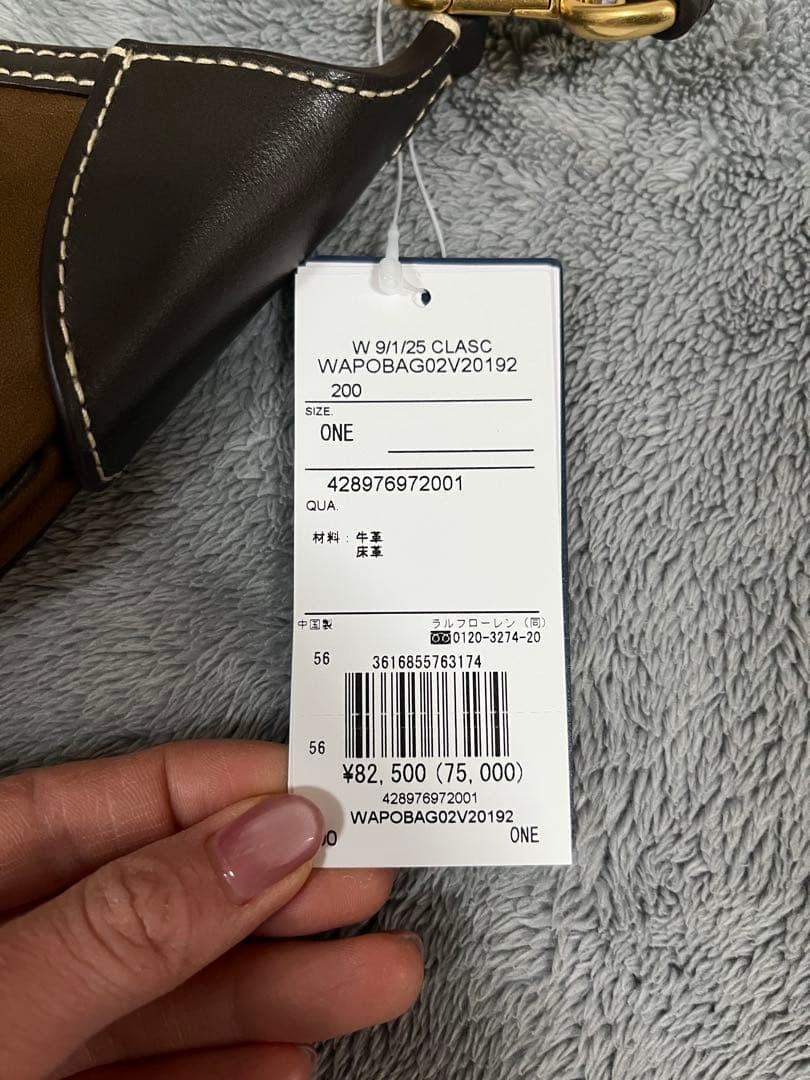 W 9/1/25 CLASC
WAPOBAG02V20192
200
SIZE.
ONE
428976972001
QUA.
材料：牛革
床革
中国製
ラルフローレン（同）
0120-3274-20
56
3616855763174
56
¥82,500(75,000)
428976972001
WAPOBAG02V20192
ONE